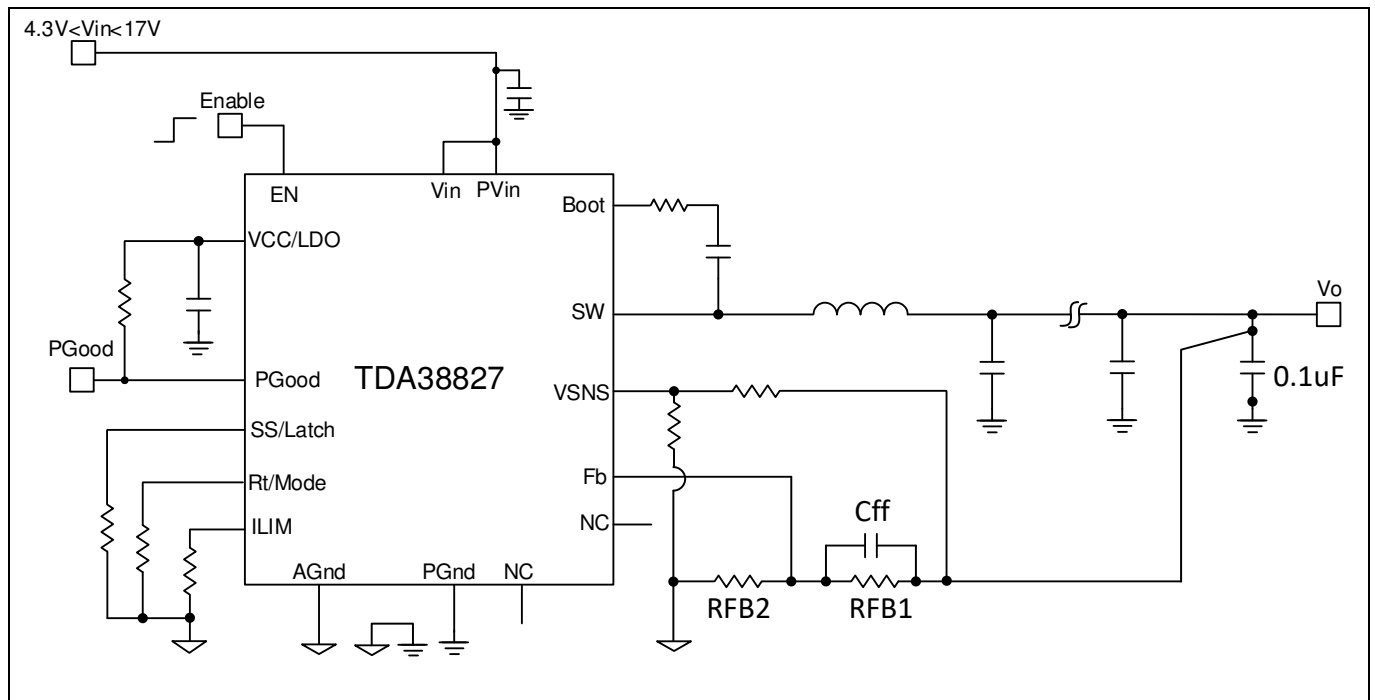 4.3V<Vin<17V
Enable
EN
Vin
PVin
Boot
VCC/LDO
SW
Vo
PGood
PGood
TDA38827
VSNS
0.1uF
SS/Latch
Fb
Rt/Mode
Cff
NC
ILIM
AGnd
PGnd
NC
RFB2
RFB1